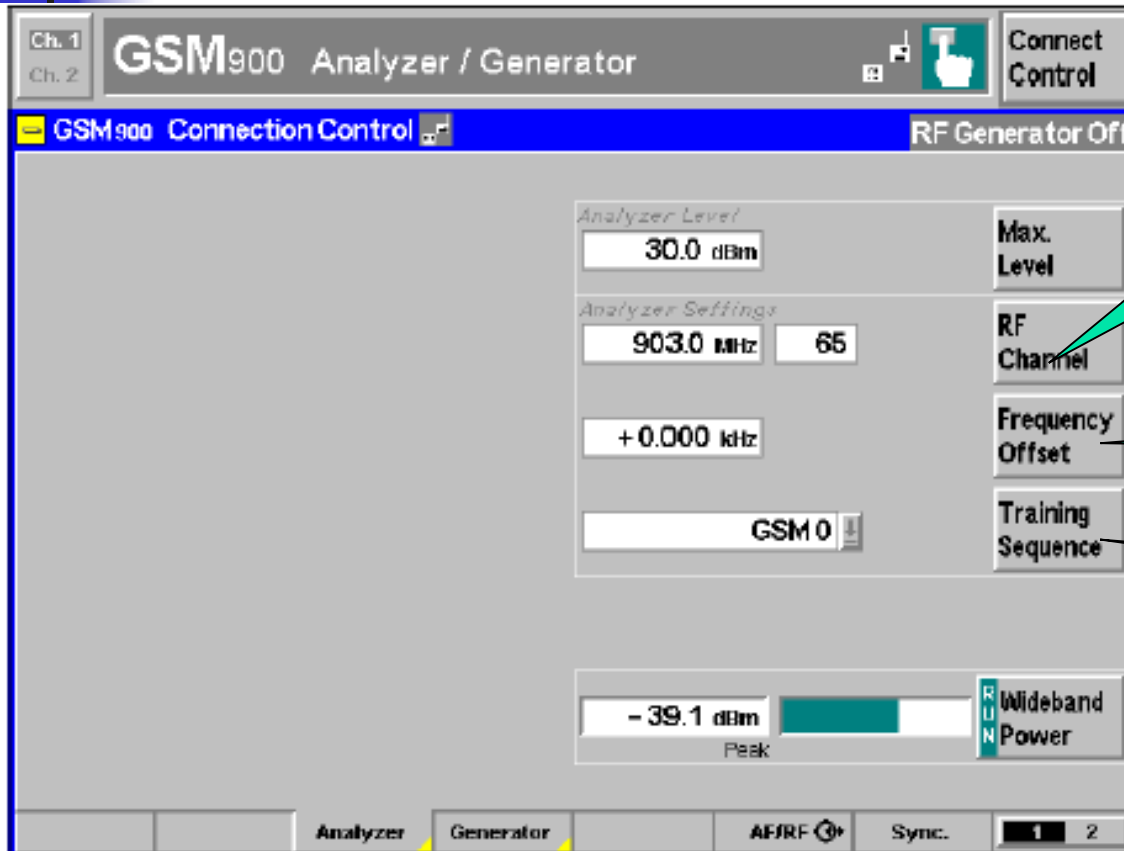 Ch. 1
Ch. 2
GSM900 Analyzer / Generator
Connect
Control
GSM900 Connection Control
RF Generator Off
Analyzer Level
30.0 dBm
Max.
Level
Analyzer Settings
903.0 MHz 65
RF
Channel
+0.000 kHz
Frequency
Offset
GSM 0
Training
Sequence
- 39.1 dBm
Peak
RUN
Wideband
Power
Analyzer Generator AF/RF Sync. 1 2